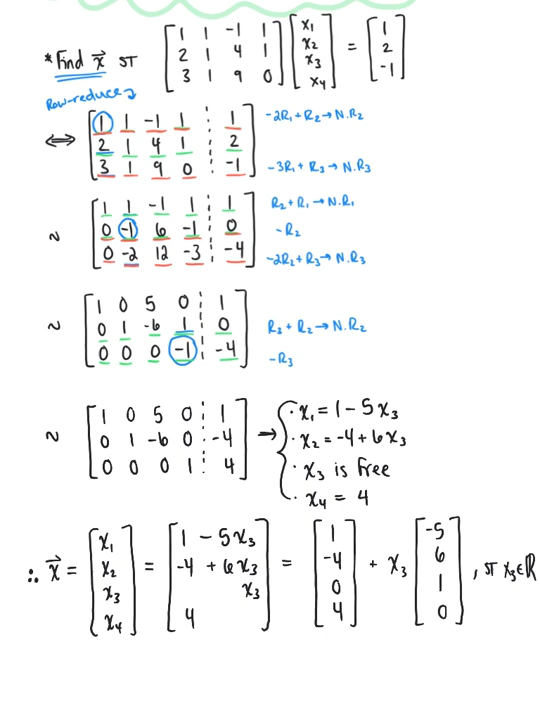 *Find x⃗ ST [1 1 -1 1; 2 1 4 1; 3 1 9 0] [x₁; x₂; x₃; x₄] = [1; 2; -1]
Row-reduce
⟺ [1 1 -1 1 ⋮ 1; 2 1 4 1 ⋮ 2; 3 1 9 0 ⋮ -1] -2R₁ + R₂ → N.R₂
-3R₁ + R₃ → N.R₃
~ [1 1 -1 1 ⋮ 1; 0 -1 6 -1 ⋮ 0; 0 -2 12 -3 ⋮ -4] R₂ + R₁ → N.R₁
-R₂
-2R₂ + R₃ → N.R₃
~ [1 0 5 0 ⋮ 1; 0 1 -6 1 ⋮ 0; 0 0 0 -1 ⋮ -4] R₃ + R₂ → N.R₂
-R₃
~ [1 0 5 0 ⋮ 1; 0 1 -6 0 ⋮ -4; 0 0 0 1 ⋮ 4] → { · x₁ = 1 - 5x₃
· x₂ = -4 + 6x₃
· x₃ is free
· x₄ = 4
∴ x⃗ = [x₁; x₂; x₃; x₄] = [1 - 5x₃; -4 + 6x₃; x₃; 4] = [1; -4; 0; 4] + x₃ [-5; 6; 1; 0], ST x₃∈ℝ